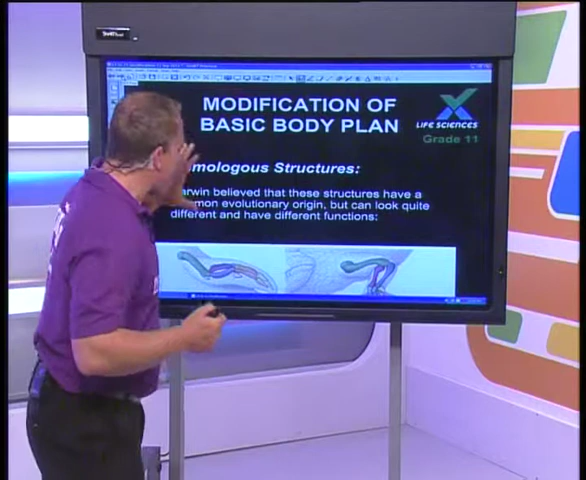 MODIFICATION OF
BASIC BODY PLAN
LIFE SCIENCES
Grade 11
mologous Structures:
arwin believed that these structures have a
mon evolutionary origin, but can look quite
different and have different functions: